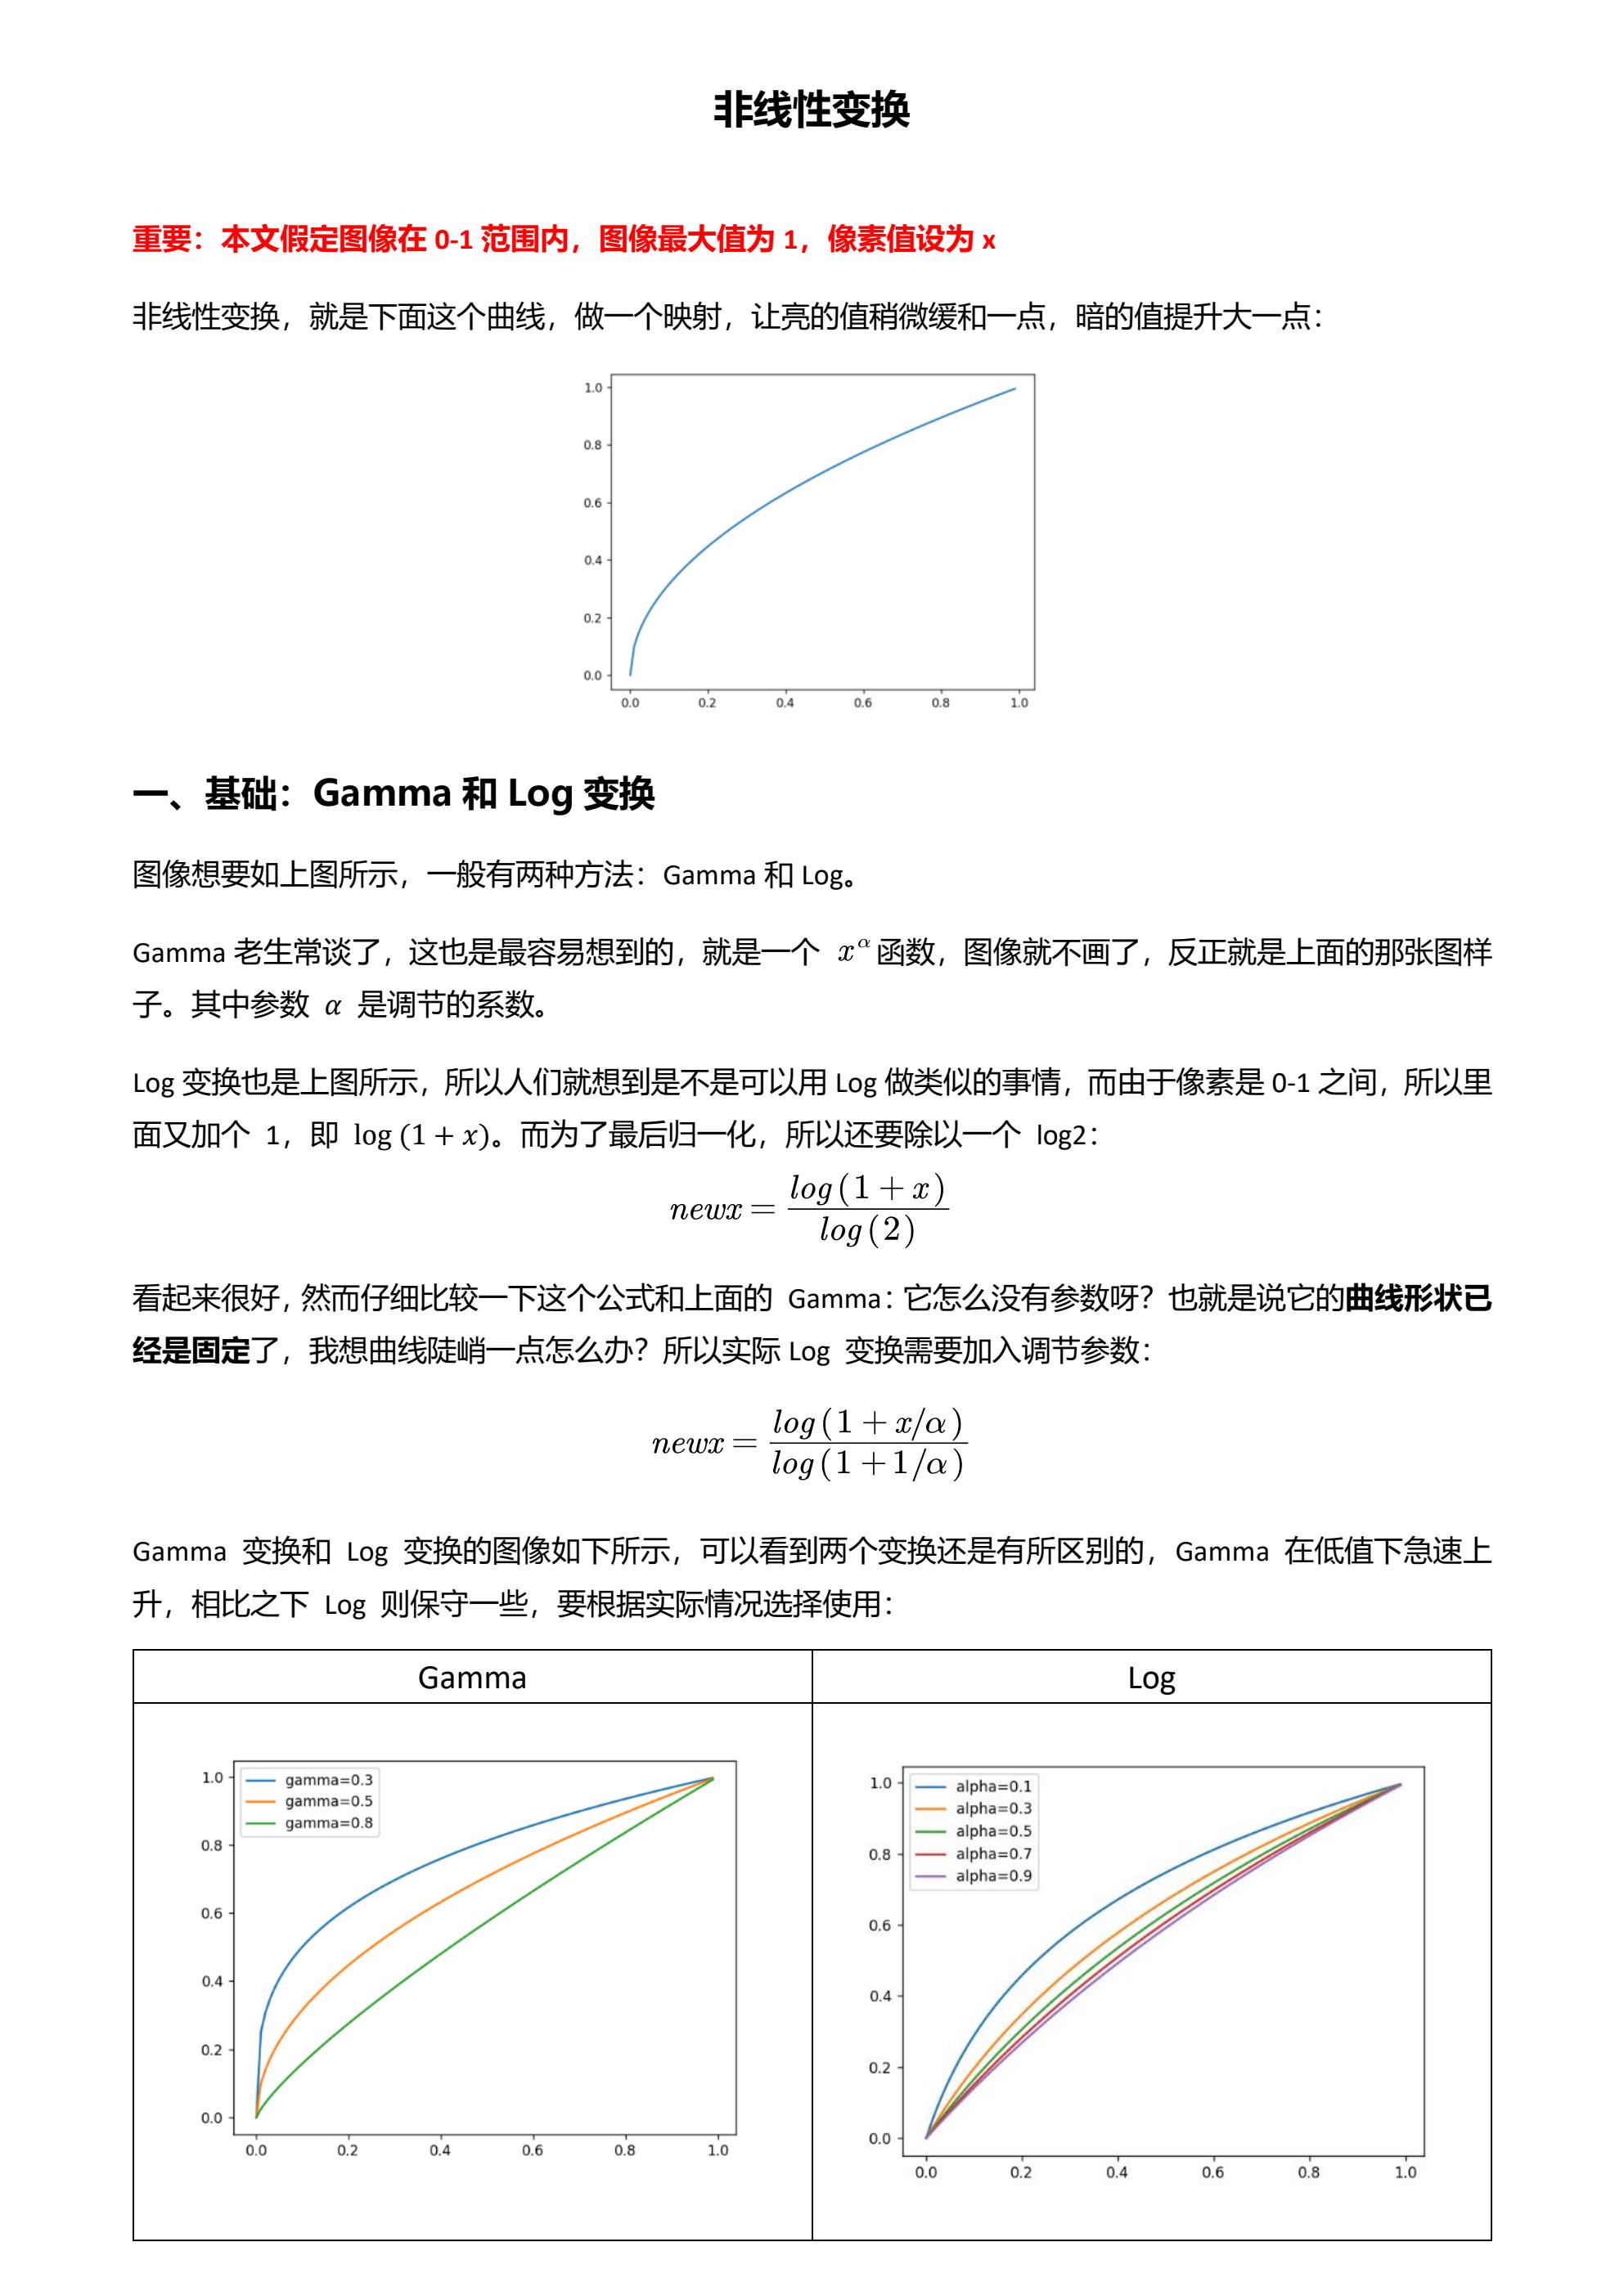 非线性变换
重要：本文假定图像在 0-1 范围内，图像最大值为 1，像素值设为 x
非线性变换，就是下面这个曲线，做一个映射，让亮的值稍微缓和一点，暗的值提升大一点：
1.0
0.8
0.6
0.4
0.2
0.0
0.0 0.2 0.4 0.6 0.8 1.0
一、基础：Gamma 和 Log 变换
图像想要如上图所示，一般有两种方法：Gamma 和 Log。
Gamma 老生常谈了，这也是最容易想到的，就是一个 x^α 函数，图像就不画了，反正就是上面的那张图样
子。其中参数 α 是调节的系数。
Log 变换也是上图所示，所以人们就想到是不是可以用 Log 做类似的事情，而由于像素是 0-1 之间，所以里
面又加个 1，即 log (1 + x)。而为了最后归一化，所以还要除以一个 log2：
newx = log(1+x) / log(2)
看起来很好，然而仔细比较一下这个公式和上面的 Gamma：它怎么没有参数呀？也就是说它的曲线形状已
经是固定了，我想曲线陡峭一点怎么办？所以实际 Log 变换需要加入调节参数：
newx = log(1+x/α) / log(1+1/α)
Gamma 变换和 Log 变换的图像如下所示，可以看到两个变换还是有所区别的，Gamma 在低值下急速上
升，相比之下 Log 则保守一些，要根据实际情况选择使用：
Gamma
Log
gamma=0.3
gamma=0.5
gamma=0.8
1.0
0.8
0.6
0.4
0.2
0.0
0.0 0.2 0.4 0.6 0.8 1.0
alpha=0.1
alpha=0.3
alpha=0.5
alpha=0.7
alpha=0.9
1.0
0.8
0.6
0.4
0.2
0.0
0.0 0.2 0.4 0.6 0.8 1.0